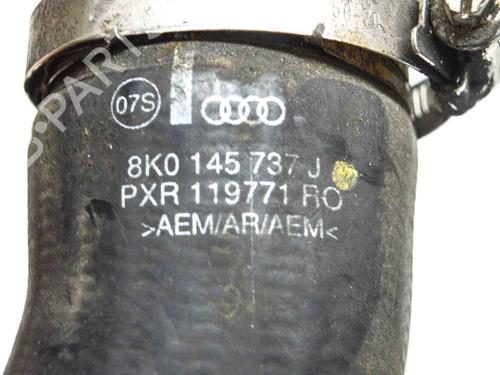 07S
8K0 145 737 J
PXR 119771 RO
>AEM/AR/AEM<